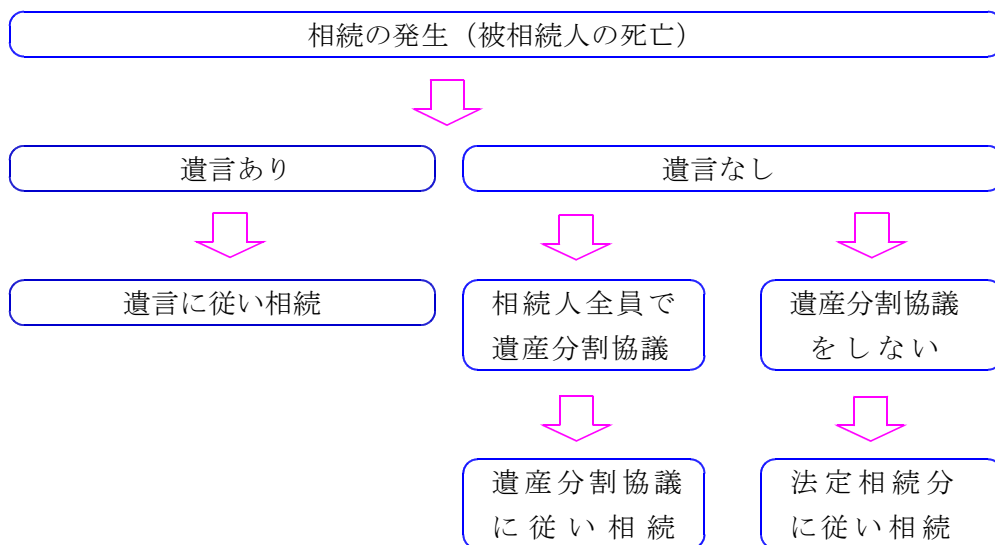 相続の発生（被相続人の死亡）
遺言あり
遺言なし
遺言に従い相続
相続人全員で
遺産分割協議
遺産分割協議
をしない
遺産分割協議
に従い相続
法定相続分
に従い相続